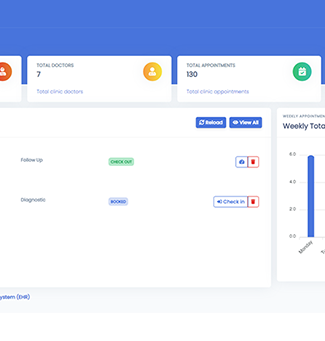 TOTAL DOCTORS
7
Total clinic doctors
TOTAL APPOINTMENTS
130
Total clinic appointments
Reload
View All
Follow Up
CHECK OUT
Diagnostic
BOOKED
Check in
WEEKLY APPOINTMEN
Weekly Tota
6.0
4.0
2.0
0.0
Monday
ystem (EHR)